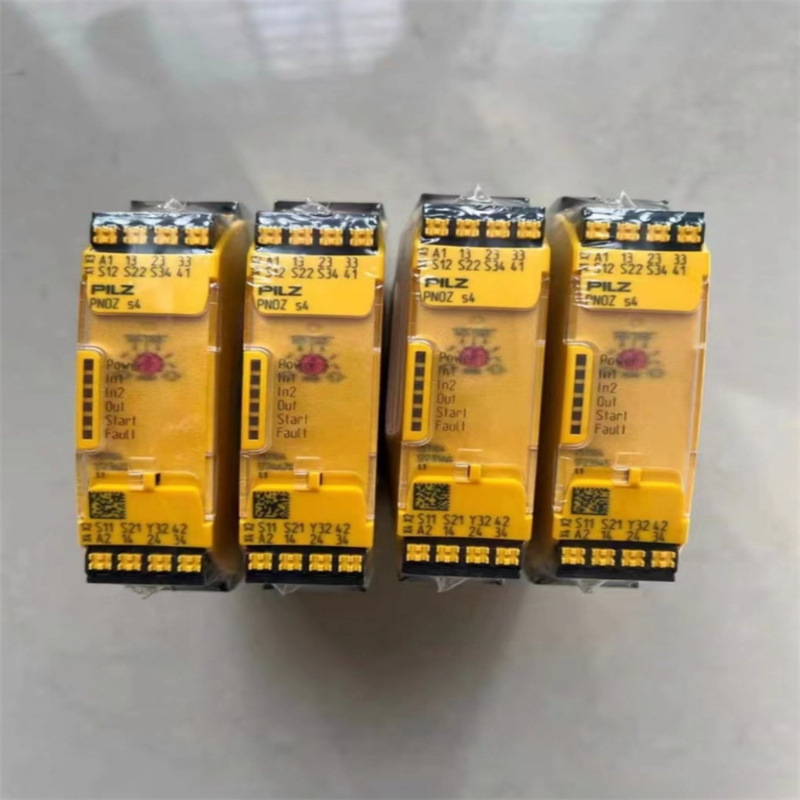 A1 13 23 33
S12 S22 S34 41
PILZ
PNOZ s4
Power
In1
In2
Out
Start
Fault
S11 S21 Y32 42
A2 14 24 34
A1 13 23 33
S12 S22 S34 41
PILZ
PNOZ s4
Power
In1
In2
Out
Start
Fault
S11 S21 Y32 42
A2 14 24 34
A1 13 23 33
S12 S22 S34 41
PILZ
PNOZ s4
Power
In1
In2
Out
Start
Fault
S11 S21 Y32 42
A2 14 24 34
A1 13 23 33
S12 S22 S34 41
PILZ
PNOZ s4
Power
In1
In2
Out
Start
Fault
S11 S21 Y32 42
A2 14 24 34